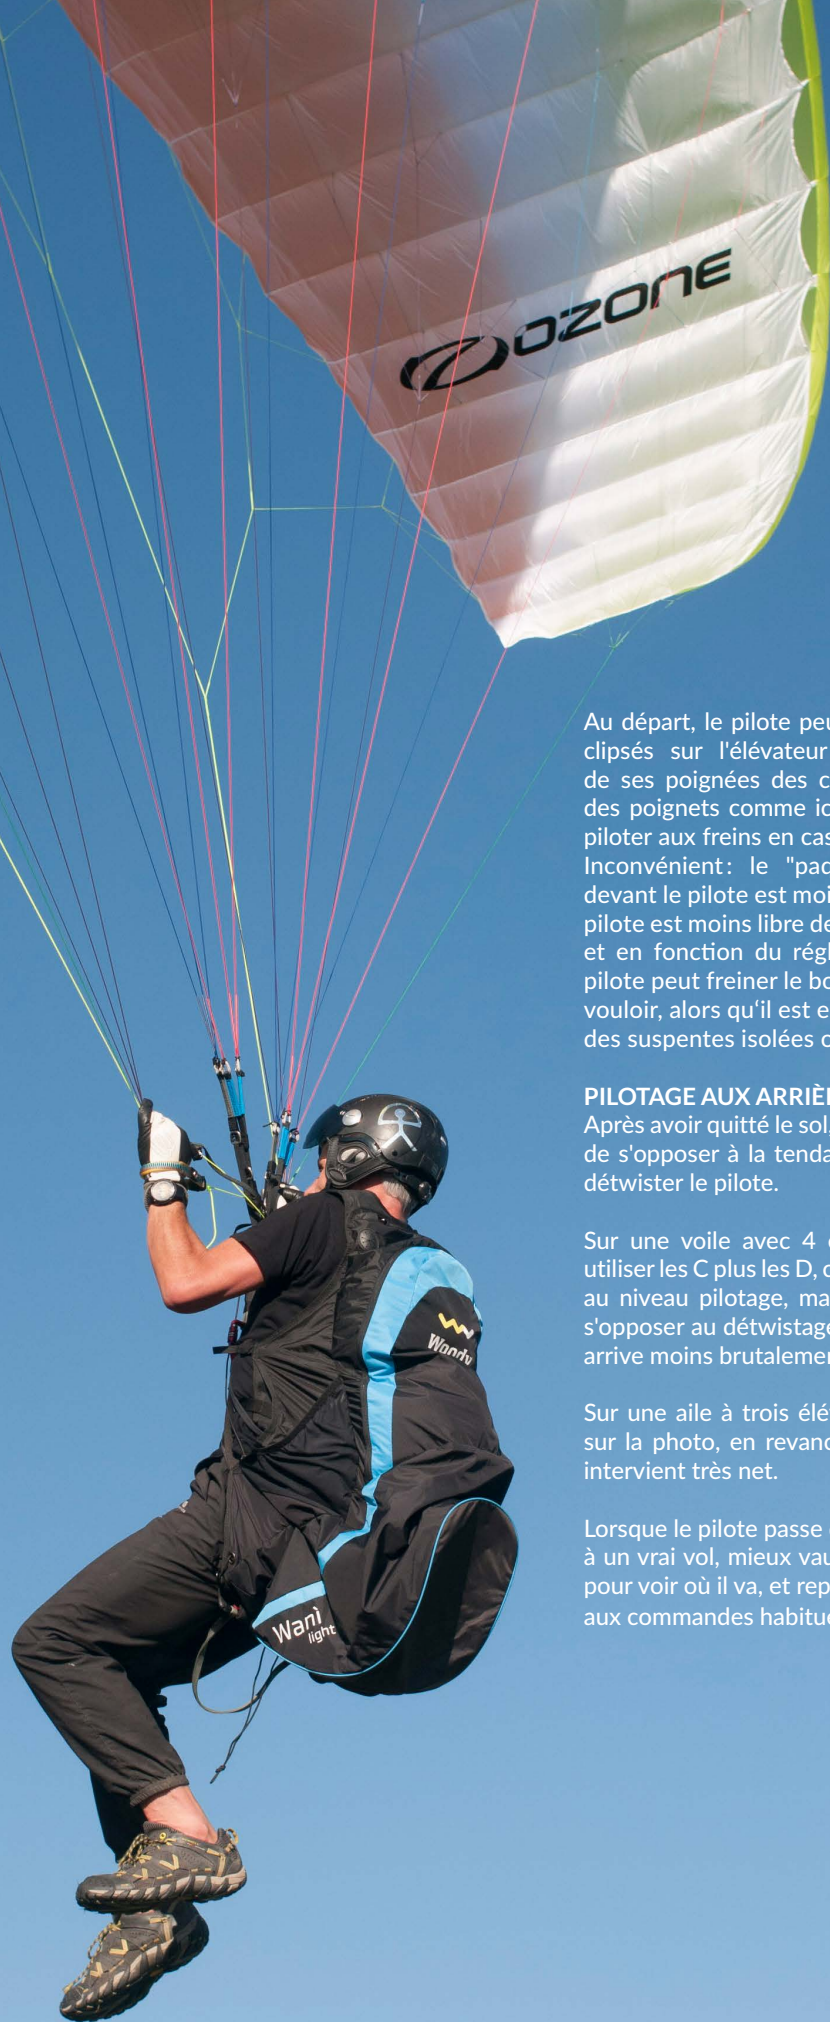 OZONE
Au départ, le pilote peu
clipsés sur l'élévateur
de ses poignées des c
des poignets comme ic
piloter aux freins en cas
Inconvénient: le "pac
devant le pilote est moi
pilote est moins libre de
et en fonction du régl
pilote peut freiner le bo
vouloir, alors qu'il est e
des suspentes isolées o
PILOTAGE AUX ARRIÈ
Après avoir quitté le sol,
de s'opposer à la tenda
détwister le pilote.
Sur une voile avec 4 é
utiliser les C plus les D, c
au niveau pilotage, ma
s'opposer au détwistage
arrive moins brutalemen
Sur une aile à trois élé
sur la photo, en revanc
intervient très net.
Lorsque le pilote passe
à un vrai vol, mieux vau
pour voir où il va, et rep
aux commandes habitue
Woody
Wanì
light